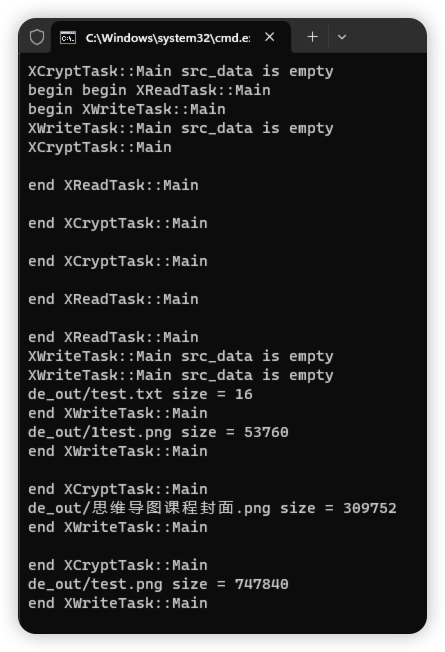 C:\Windows\system32\cmd.e
XCryptTask::Main src_data is empty
begin begin XReadTask::Main
begin XWriteTask::Main
XWriteTask::Main src_data is empty
XCryptTask::Main
end XReadTask::Main
end XCryptTask::Main
end XCryptTask::Main
end XReadTask::Main
end XReadTask::Main
XWriteTask::Main src_data is empty
XWriteTask::Main src_data is empty
de_out/test.txt size = 16
end XWriteTask::Main
de_out/1test.png size = 53760
end XWriteTask::Main
end XCryptTask::Main
de_out/思维导图课程封面.png size = 309752
end XWriteTask::Main
end XCryptTask::Main
de_out/test.png size = 747840
end XWriteTask::Main